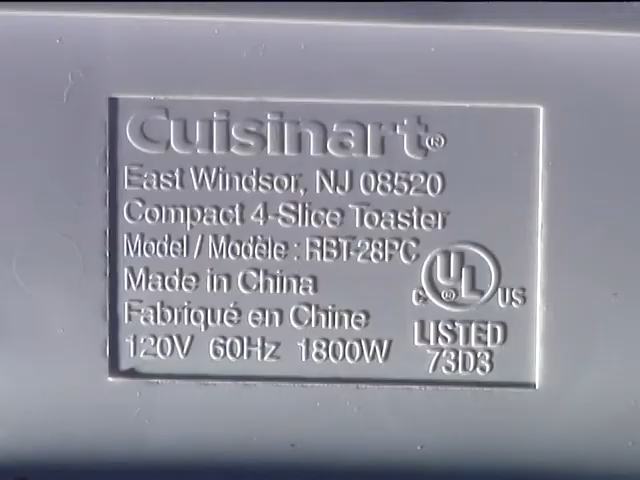 Cuisinart®
East Windsor, NJ 08520
Compact 4-Slice Toaster
Model / Modèle : RBT-28PC
Made in China
Fabriqué en Chine
120V 60Hz 1800W
C UL ® US
LISTED
73D3